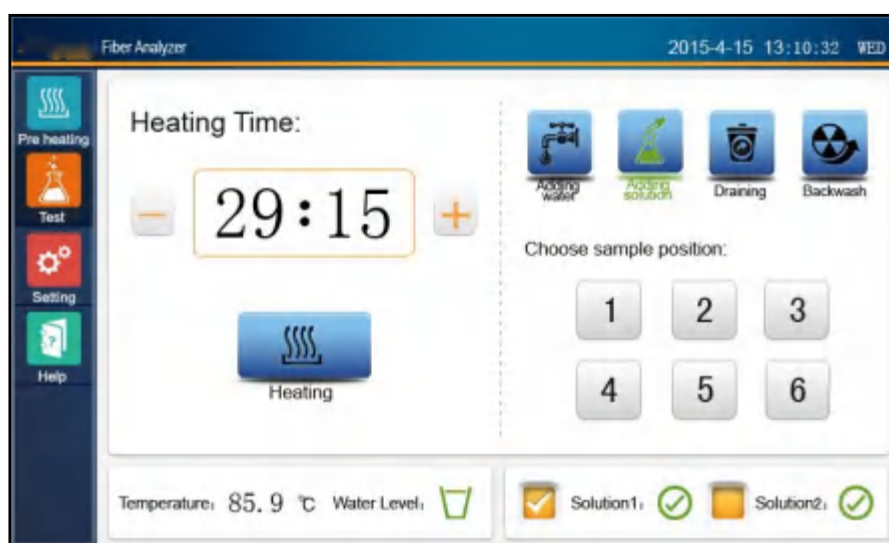 Fiber Analyzer
2015-4-15 13:10:32 WED
Pre heating
Test
Setting
Help
Heating Time:
29:15
Heating
Adding water
Adding solution
Draining
Backwash
Choose sample position:
1 2 3
4 5 6
Temperature: 85.9 ℃ Water Level:
Solution1: Solution2: